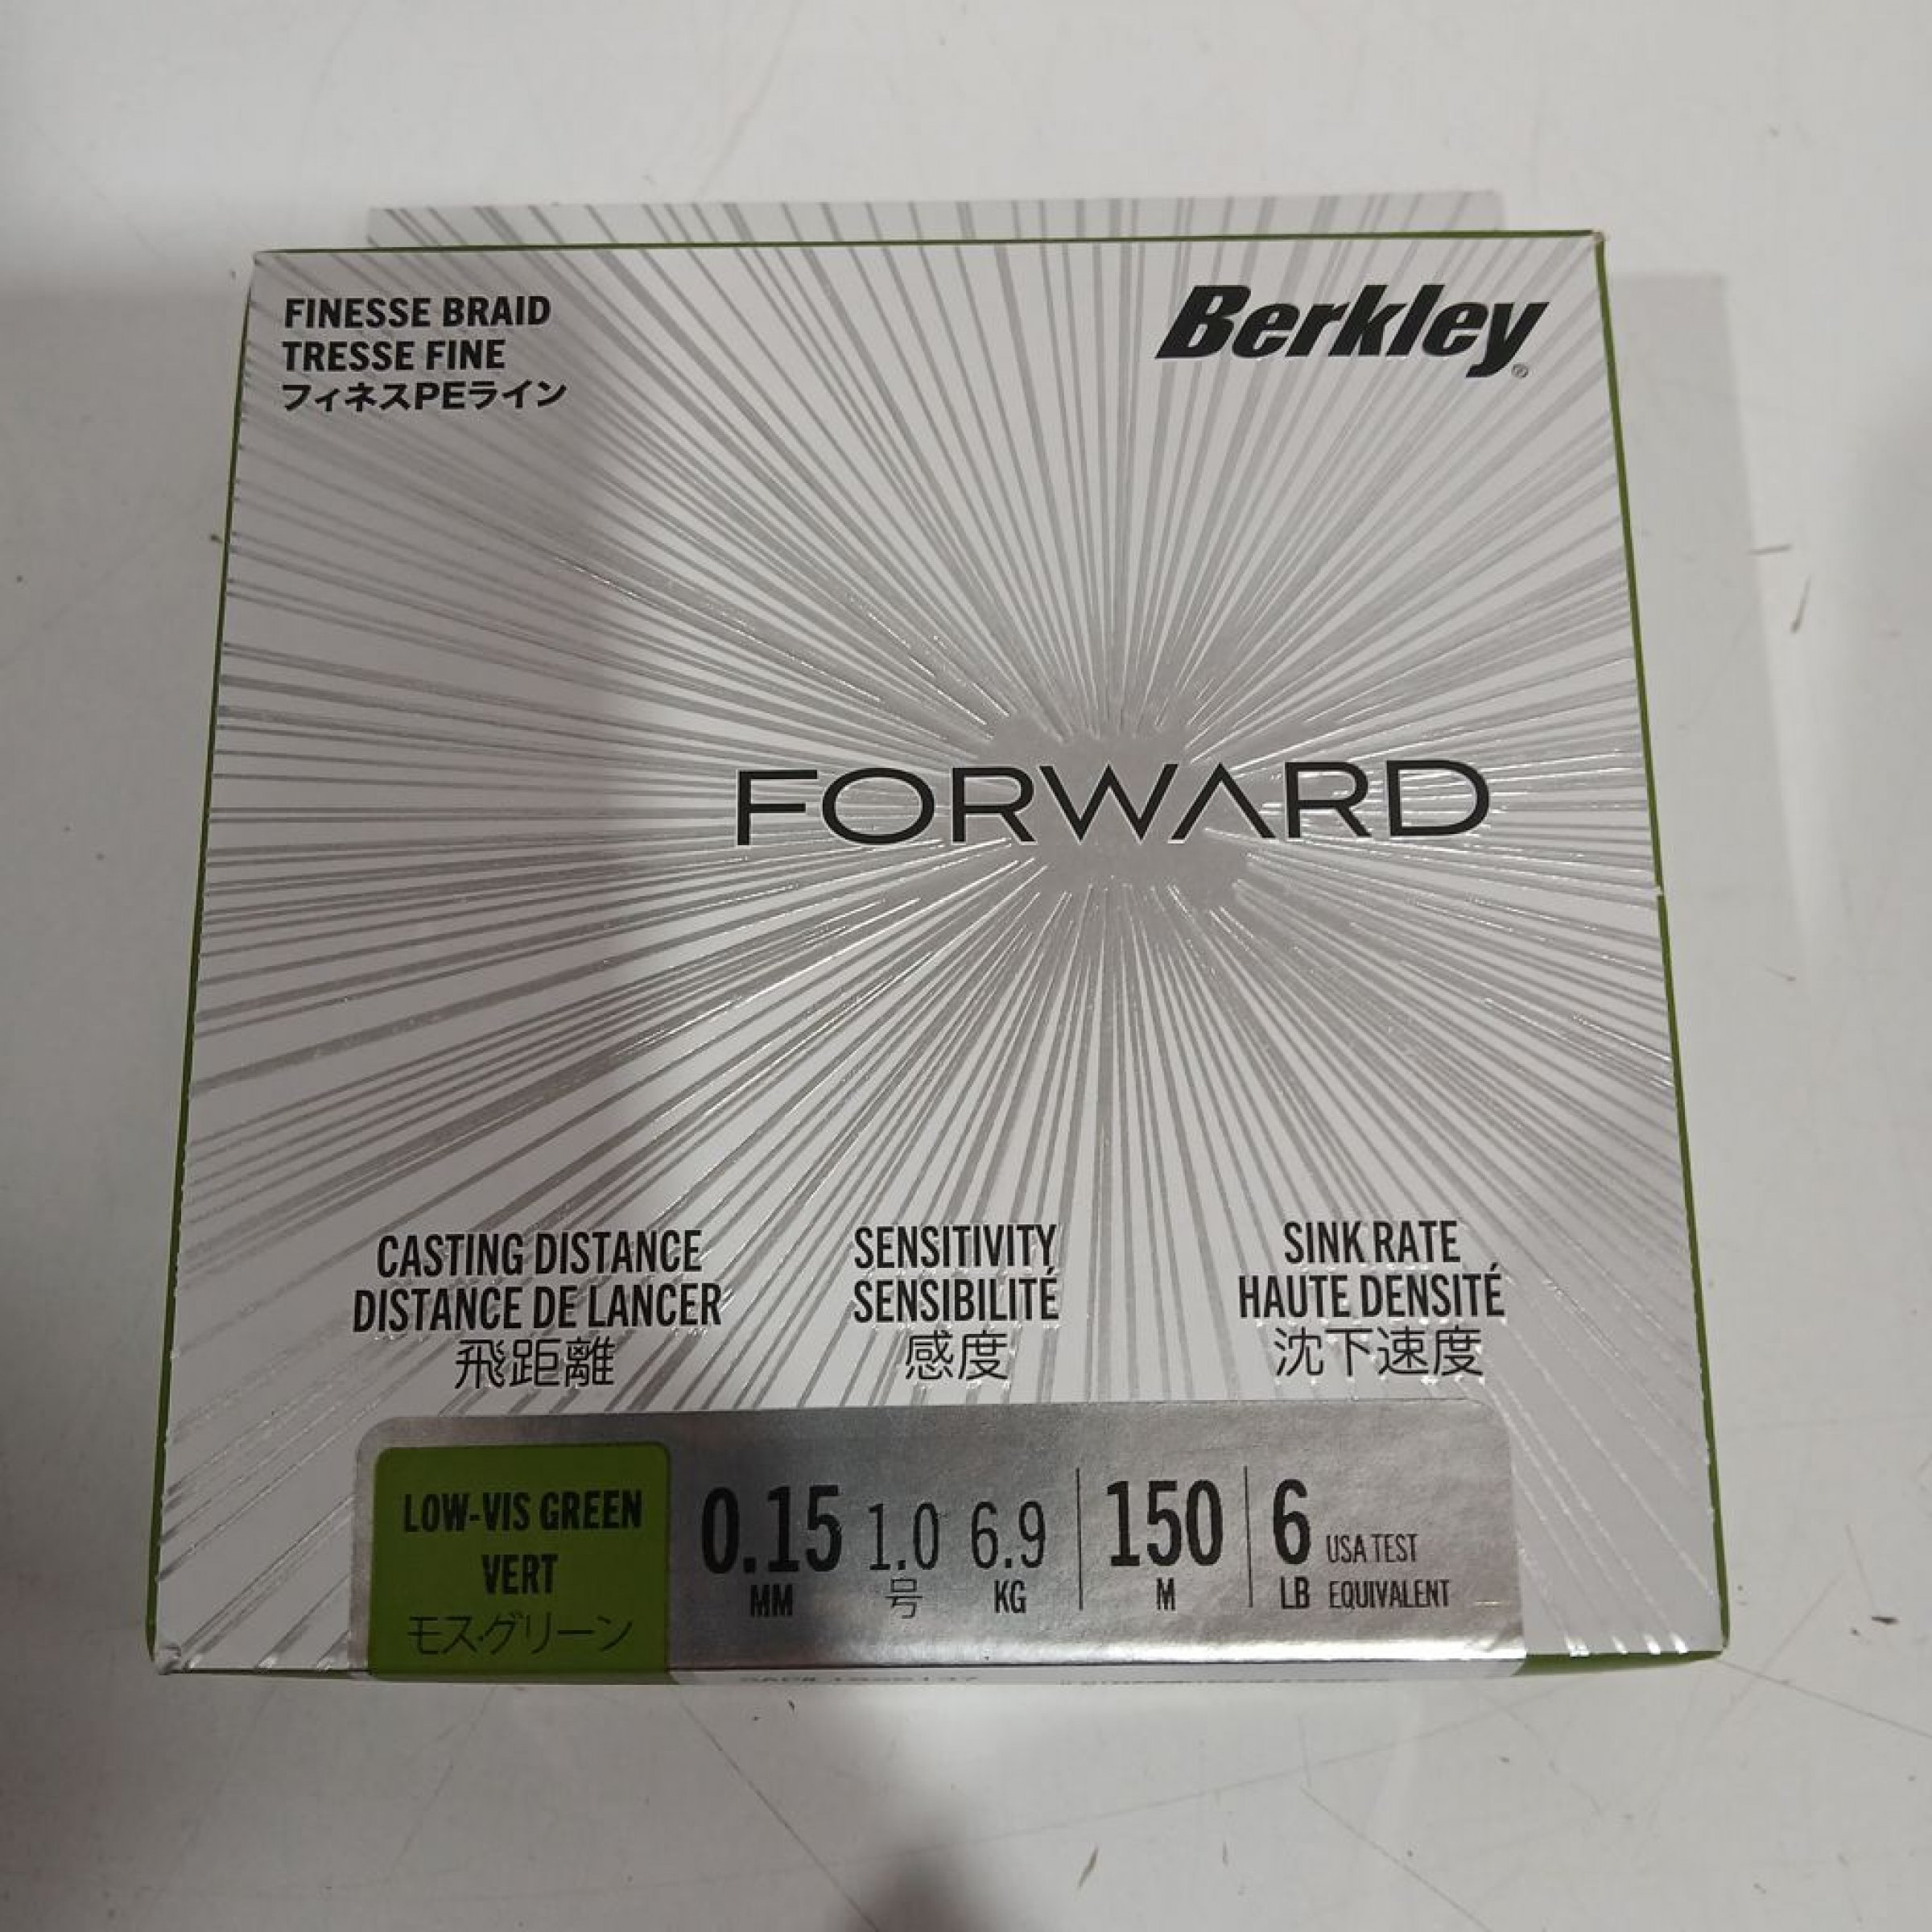 FINESSE BRAID
TRESSE FINE
フィネスPEライン
Berkley®
FORWARD
CASTING DISTANCE
DISTANCE DE LANCER
飛距離
SENSITIVITY
SENSIBILITÉ
感度
SINK RATE
HAUTE DENSITÉ
沈下速度
LOW-VIS GREEN
VERT
モス·グリーン
0.15 1.0 6.9 150 6 USA TEST
MM 号 KG M LB EQUIVALENT